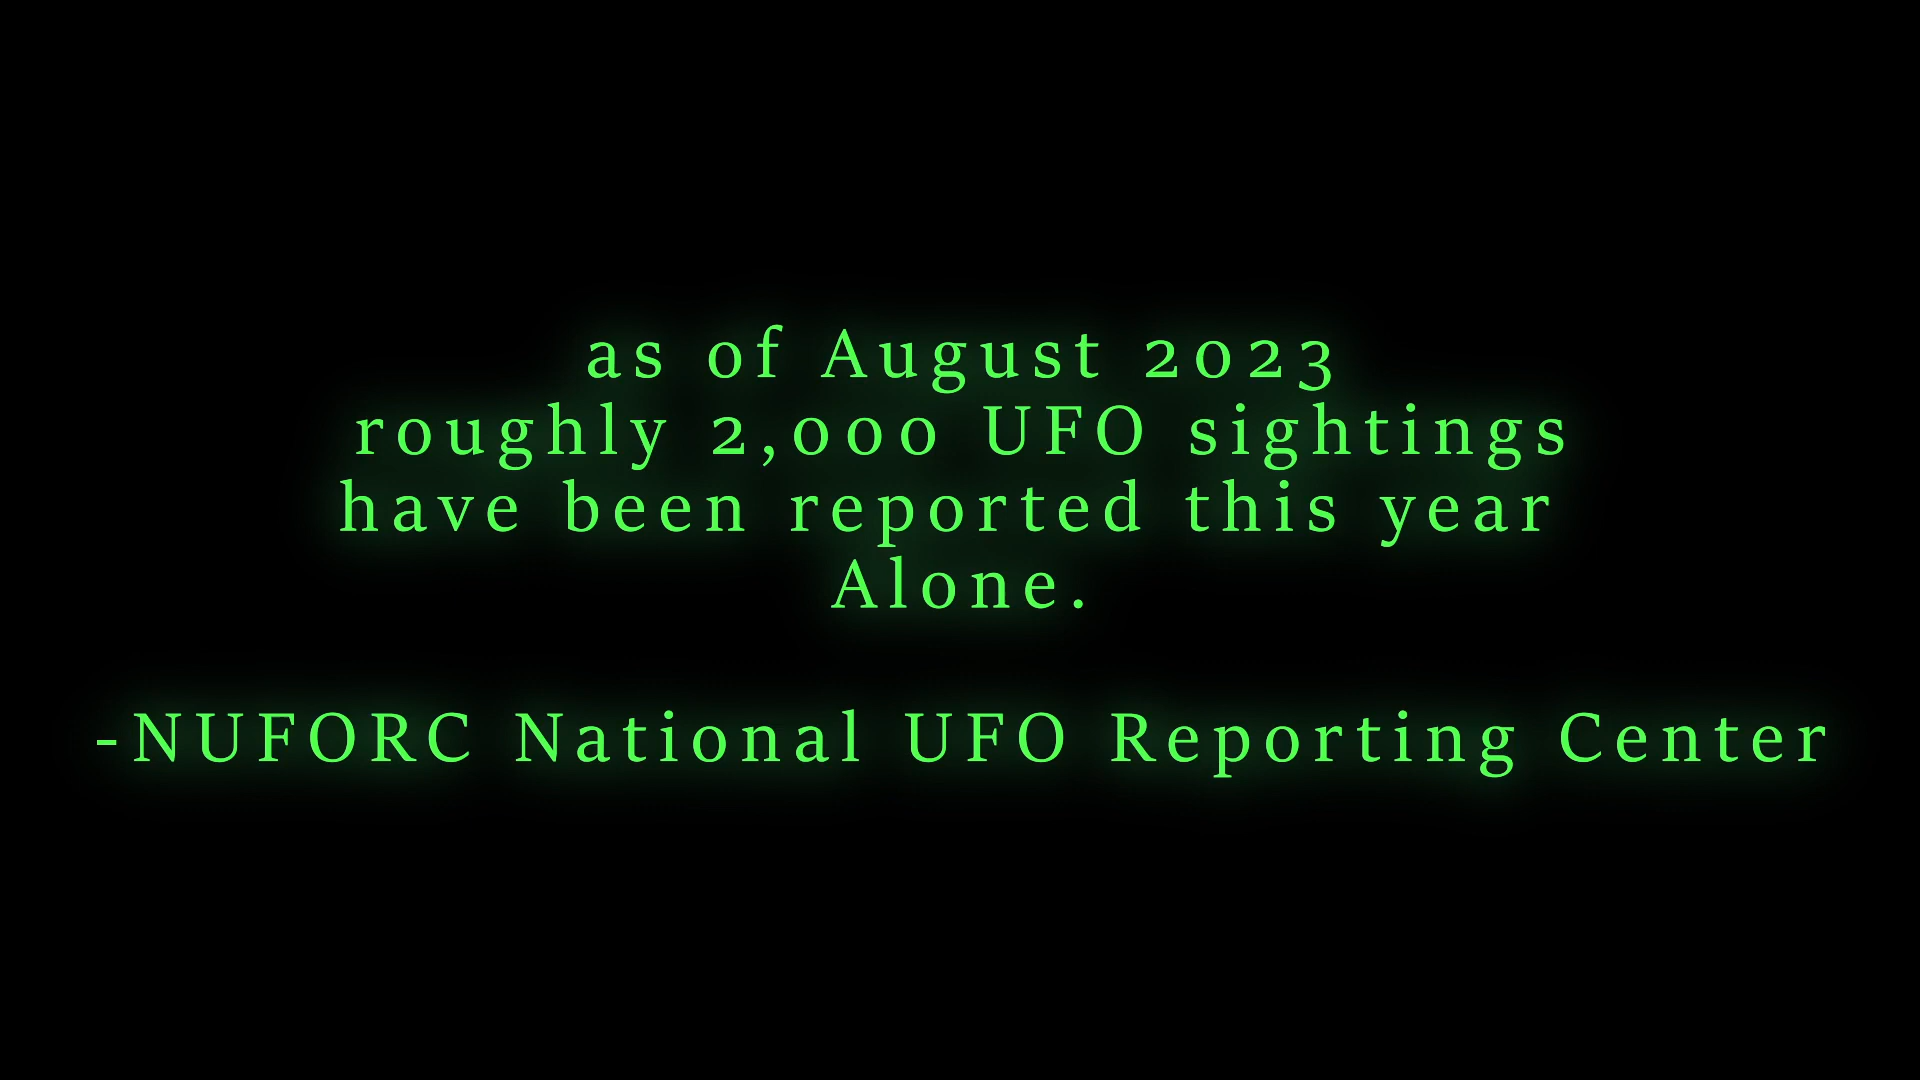 as of August 2023
roughly 2,000 UFO sightings
have been reported this year
Alone.
-NUFORC National UFO Reporting Center